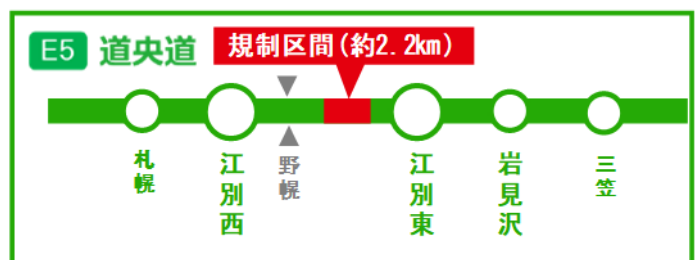 E5 道央道 規制区間(約2.2km)
札幌
江別西
野幌
江別東
岩見沢
三笠